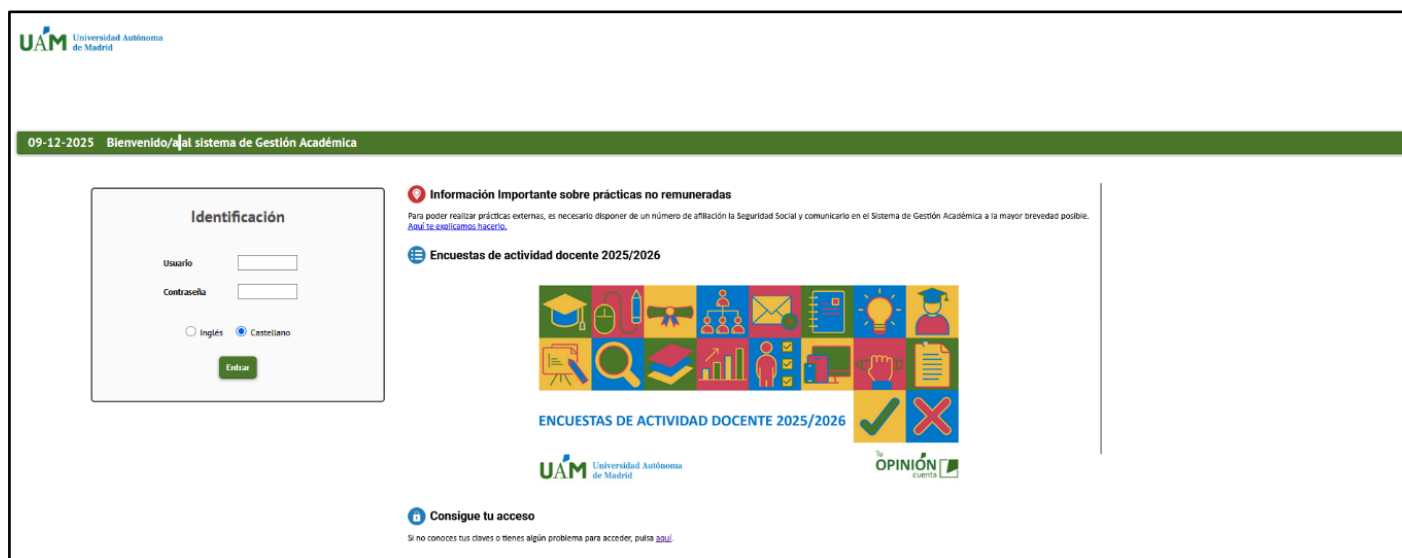 UAM Universidad Autónoma
de Madrid
09-12-2025 Bienvenido/a al sistema de Gestión Académica
Identificación
Usuario
Contraseña
Inglés Castellano
Entrar
Información Importante sobre prácticas no remuneradas
Para poder realizar prácticas externas, es necesario disponer de un número de afiliación la Seguridad Social y comunicarlo en el Sistema de Gestión Académica a la mayor brevedad posible.
Aquí te explicamos hacerlo.
Encuestas de actividad docente 2025/2026
ENCUESTAS DE ACTIVIDAD DOCENTE 2025/2026
UAM Universidad Autónoma
de Madrid
Tu
OPINIÓN
cuenta
Consigue tu acceso
Si no conoces tus claves o tienes algún problema para acceder, pulsa aquí.